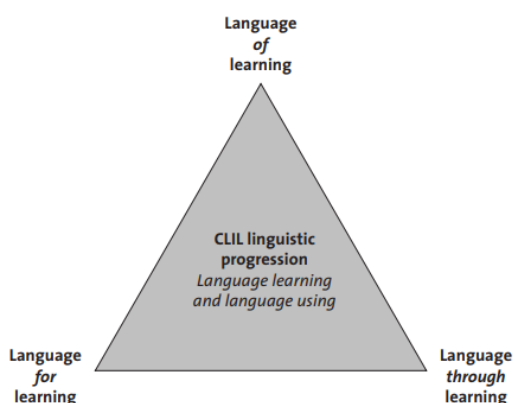 Language
of
learning
CLIL linguistic
progression
Language learning
and language using
Language
for
learning
Language
through
learning